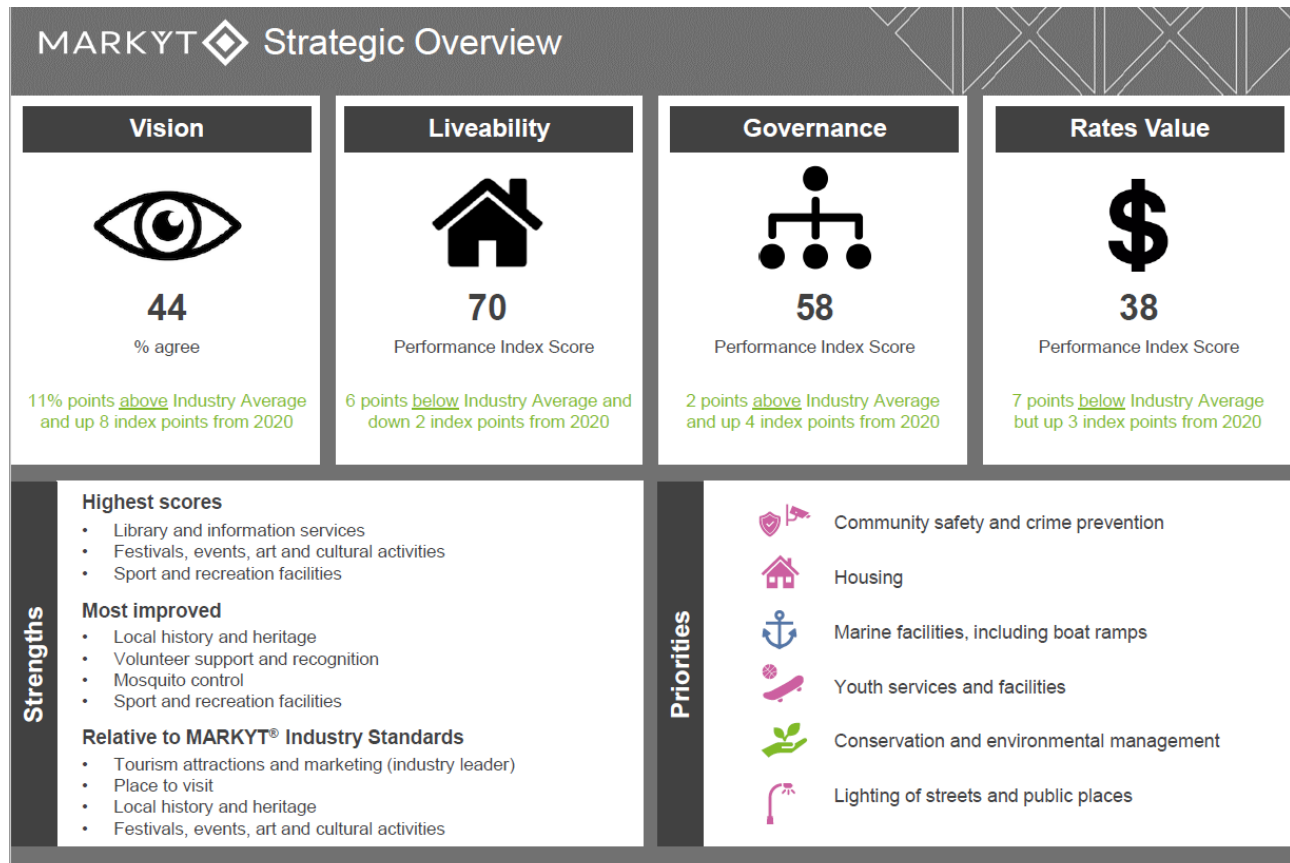 MARKYT Strategic Overview
Vision
44
% agree
11% points above Industry Average
and up 8 index points from 2020
Liveability
70
Performance Index Score
6 points below Industry Average and
down 2 index points from 2020
Governance
58
Performance Index Score
2 points above Industry Average
and up 4 index points from 2020
Rates Value
$
38
Performance Index Score
7 points below Industry Average
but up 3 index points from 2020
Strengths
Highest scores
• Library and information services
• Festivals, events, art and cultural activities
• Sport and recreation facilities
Most improved
• Local history and heritage
• Volunteer support and recognition
• Mosquito control
• Sport and recreation facilities
Relative to MARKYT® Industry Standards
• Tourism attractions and marketing (industry leader)
• Place to visit
• Local history and heritage
• Festivals, events, art and cultural activities
Priorities
Community safety and crime prevention
Housing
Marine facilities, including boat ramps
Youth services and facilities
Conservation and environmental management
Lighting of streets and public places